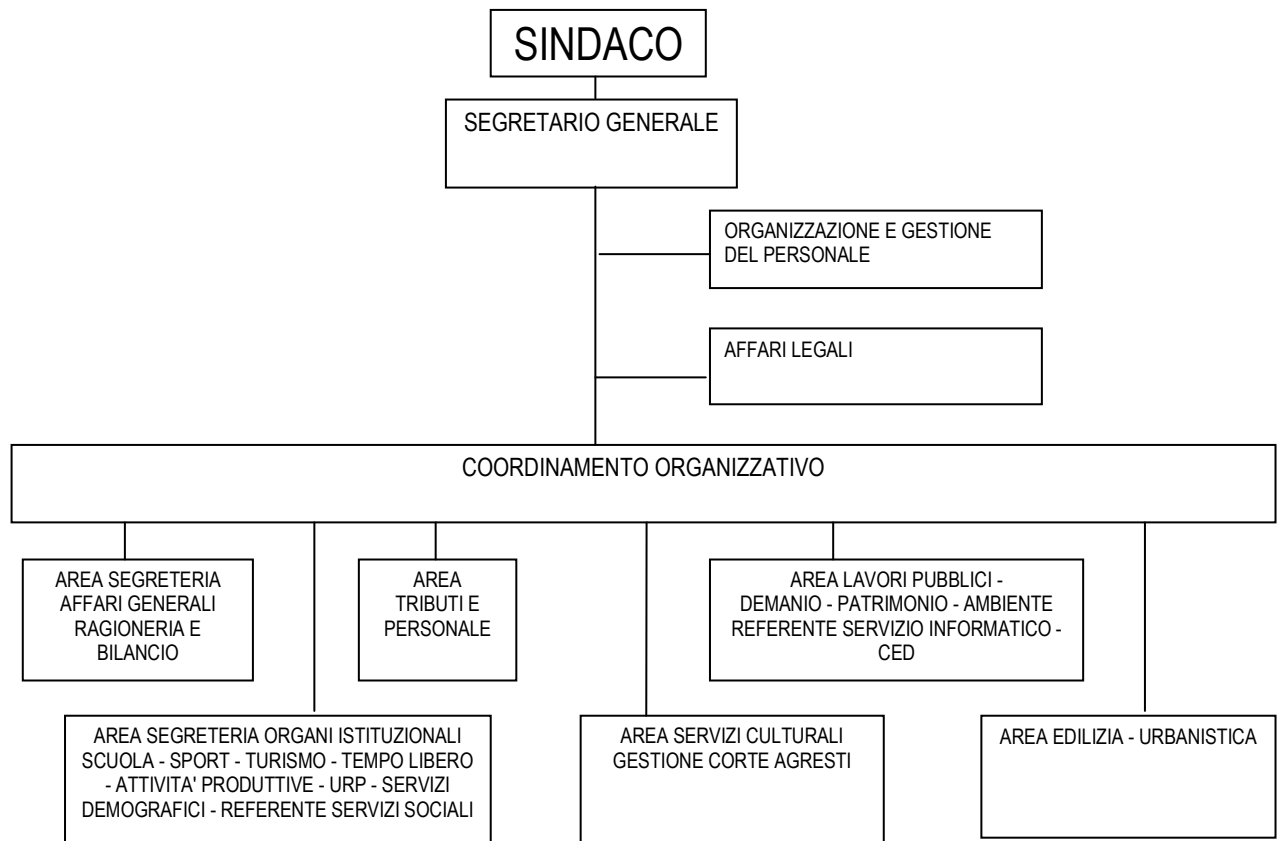 SINDACO
SEGRETARIO GENERALE
ORGANIZZAZIONE E GESTIONE
DEL PERSONALE
AFFARI LEGALI
COORDINAMENTO ORGANIZZATIVO
AREA SEGRETERIA
AFFARI GENERALI
RAGIONERIA E
BILANCIO
AREA
TRIBUTI E
PERSONALE
AREA LAVORI PUBBLICI -
DEMANIO - PATRIMONIO - AMBIENTE
REFERENTE SERVIZIO INFORMATICO -
CED
AREA SEGRETERIA ORGANI ISTITUZIONALI
SCUOLA - SPORT - TURISMO - TEMPO LIBERO
- ATTIVITA' PRODUTTIVE - URP - SERVIZI
DEMOGRAFICI - REFERENTE SERVIZI SOCIALI
AREA SERVIZI CULTURALI
GESTIONE CORTE AGRESTI
AREA EDILIZIA - URBANISTICA